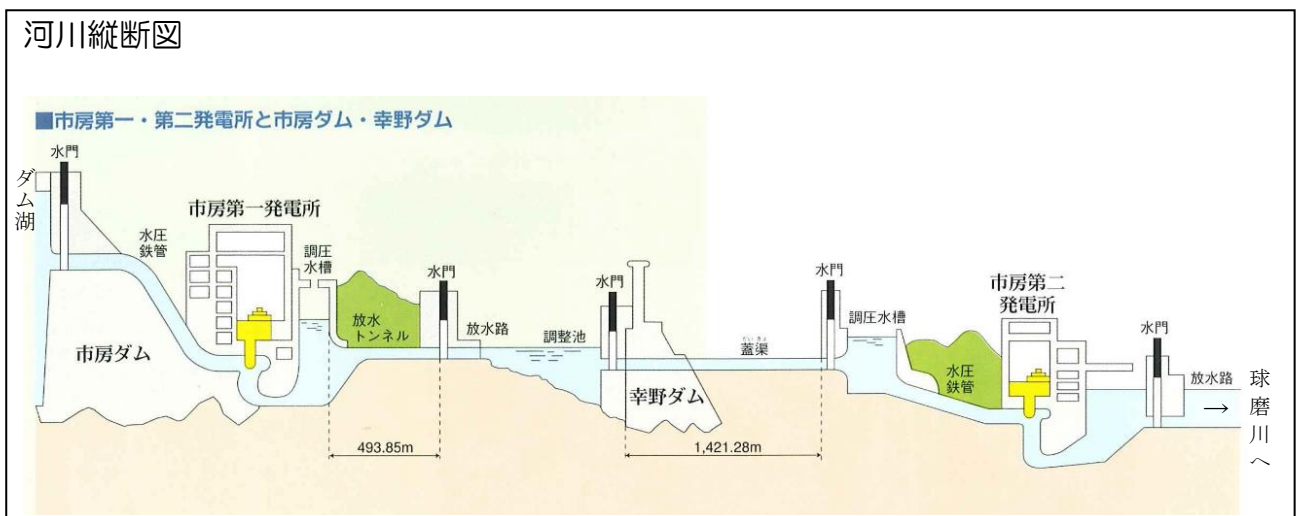 河川縦断図
■市房第一・第二発電所と市房ダム・幸野ダム
水門
ダム湖
水圧
鉄管
市房第一発電所
調圧
水槽
市房ダム
放水
トンネル
水門
放水路
調整池
水門
幸野ダム
がいきょ
蓋渠
水門
調圧水槽
水圧
鉄管
市房第二
発電所
水門
放水路
→
球磨川へ
493.85m
1,421.28m